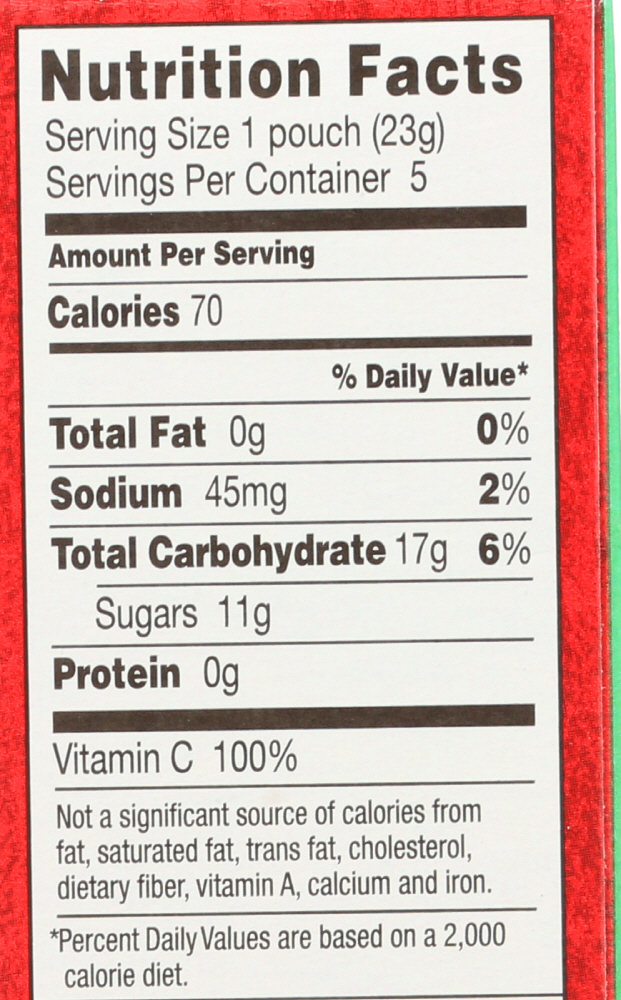 Nutrition Facts
Serving Size 1 pouch (23g)
Servings Per Container 5
Amount Per Serving
Calories 70
% Daily Value*
Total Fat 0g 0%
Sodium 45mg 2%
Total Carbohydrate 17g 6%
Sugars 11g
Protein 0g
Vitamin C 100%
Not a significant source of calories from
fat, saturated fat, trans fat, cholesterol,
dietary fiber, vitamin A, calcium and iron.
*Percent Daily Values are based on a 2,000
calorie diet.